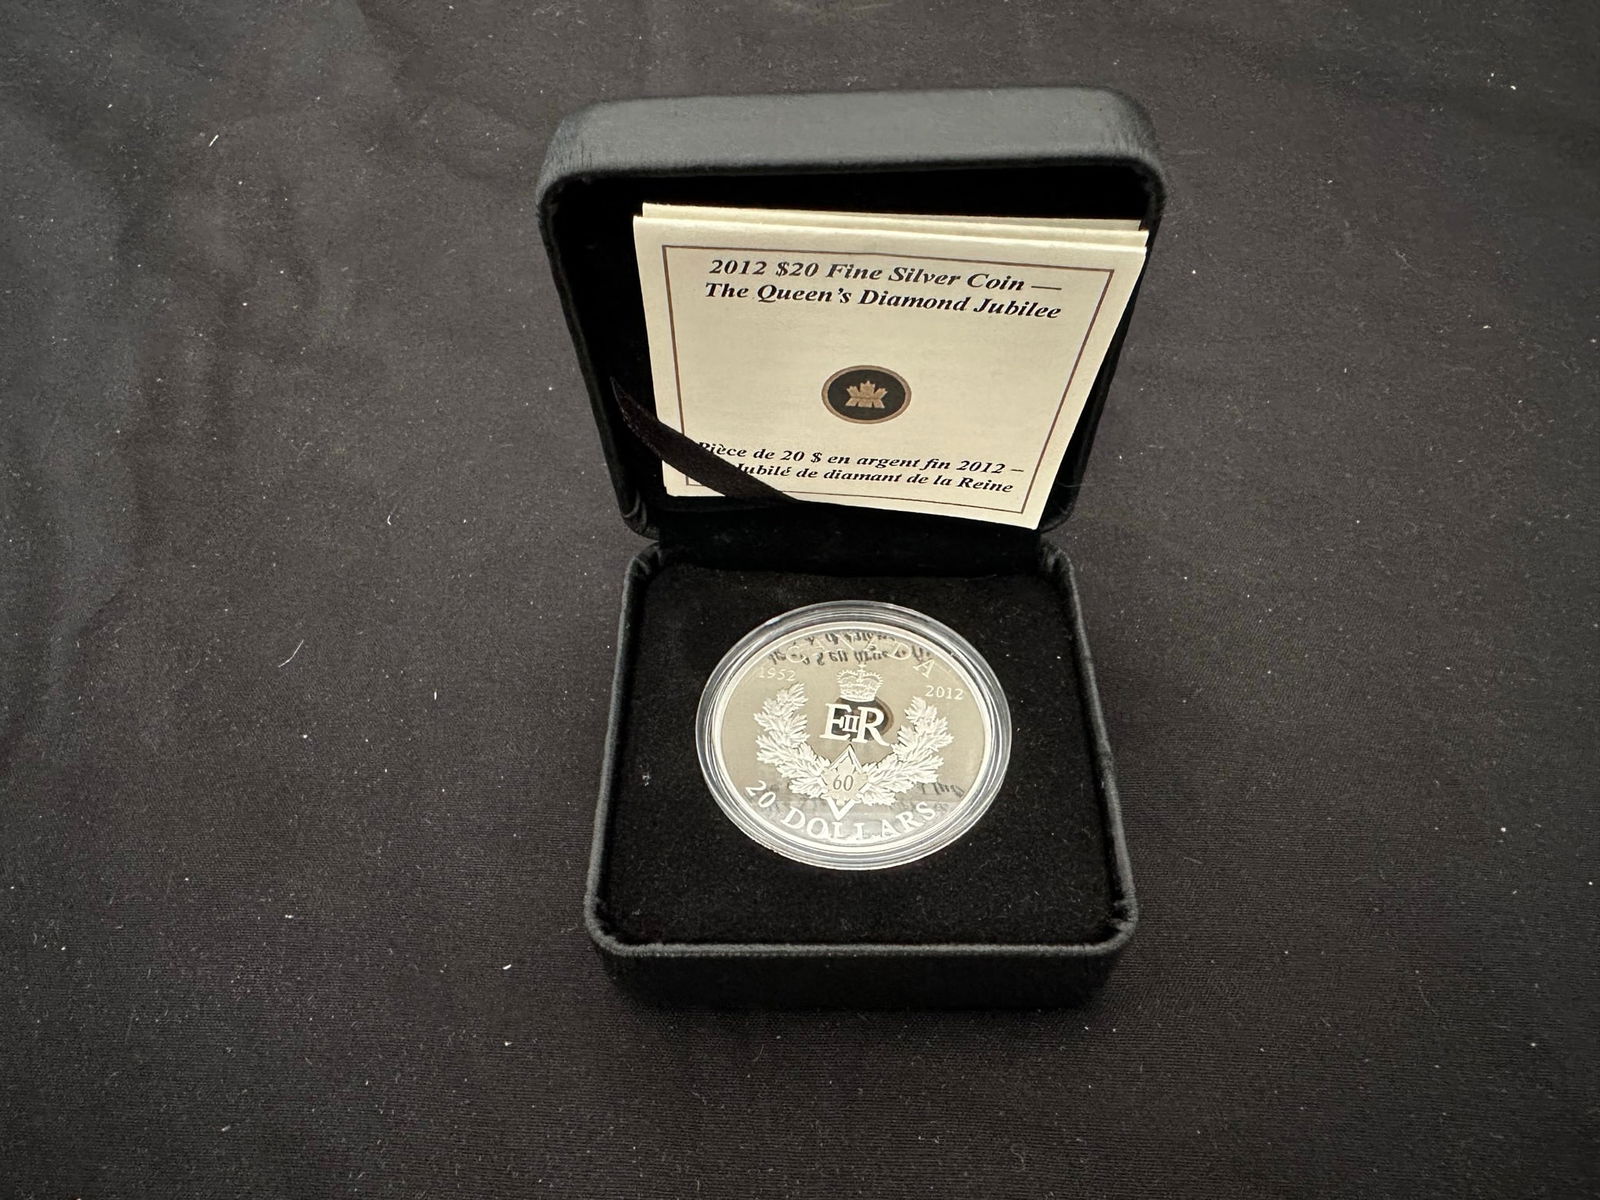 2012 $20 Fine Silver Coin —
The Queen's Diamond Jubilee
Pièce de 20 $ en argent fin 2012 –
Jubilé de diamant de la Reine
CANADA
1952 2012
EIIR
60
20 DOLLARS